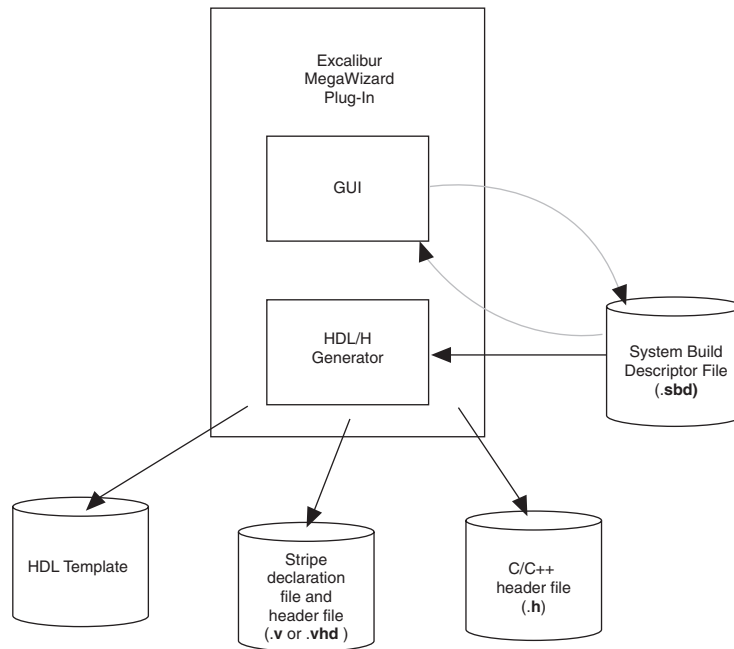 Excalibur
MegaWizard
Plug-In
GUI
HDL/H
Generator
System Build
Descriptor File
(.sbd)
HDL Template
Stripe
declaration
file and
header file
(.v or .vhd )
C/C++
header file
(.h)